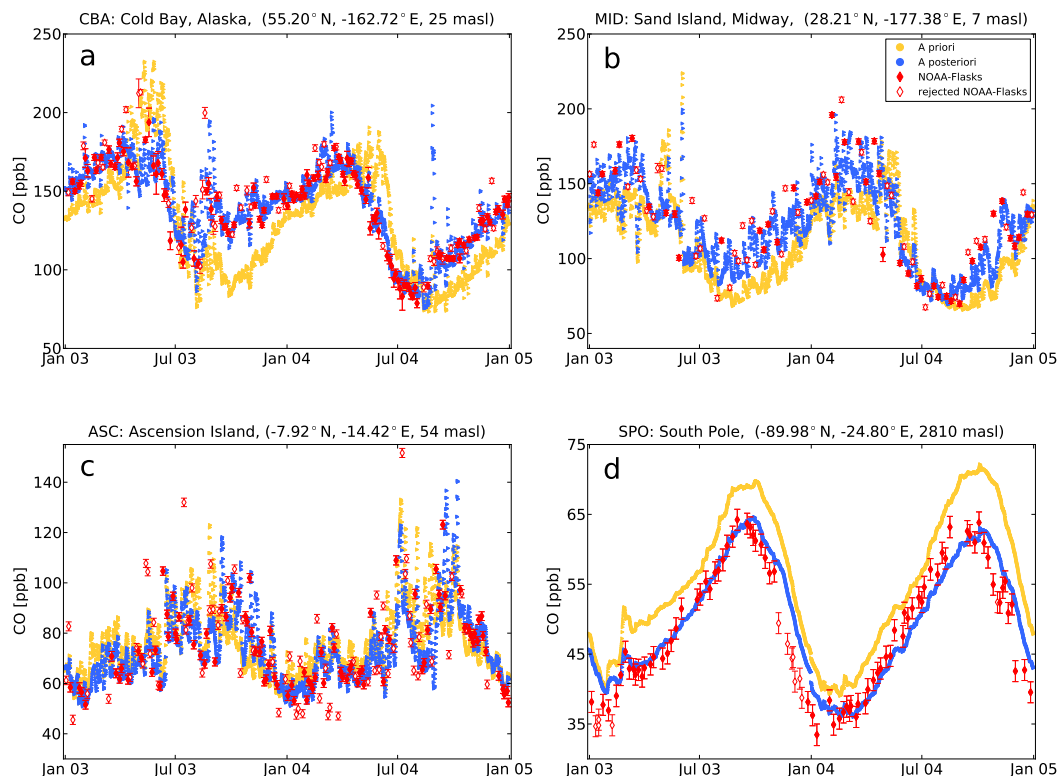 CBA: Cold Bay, Alaska, (55.20°N, -162.72°E, 25 masl)
a
CO [ppb]
250
200
150
100
50
Jan 03 Jul 03 Jan 04 Jul 04 Jan 05
MID: Sand Island, Midway, (28.21°N, -177.38°E, 7 masl)
b
A priori
A posteriori
NOAA-Flasks
rejected NOAA-Flasks
CO [ppb]
250
200
150
100
50
Jan 03 Jul 03 Jan 04 Jul 04 Jan 05
ASC: Ascension Island, (-7.92°N, -14.42°E, 54 masl)
c
CO [ppb]
140
120
100
80
60
40
Jan 03 Jul 03 Jan 04 Jul 04 Jan 05
SPO: South Pole, (-89.98°N, -24.80°E, 2810 masl)
d
CO [ppb]
75
65
55
45
35
Jan 03 Jul 03 Jan 04 Jul 04 Jan 05